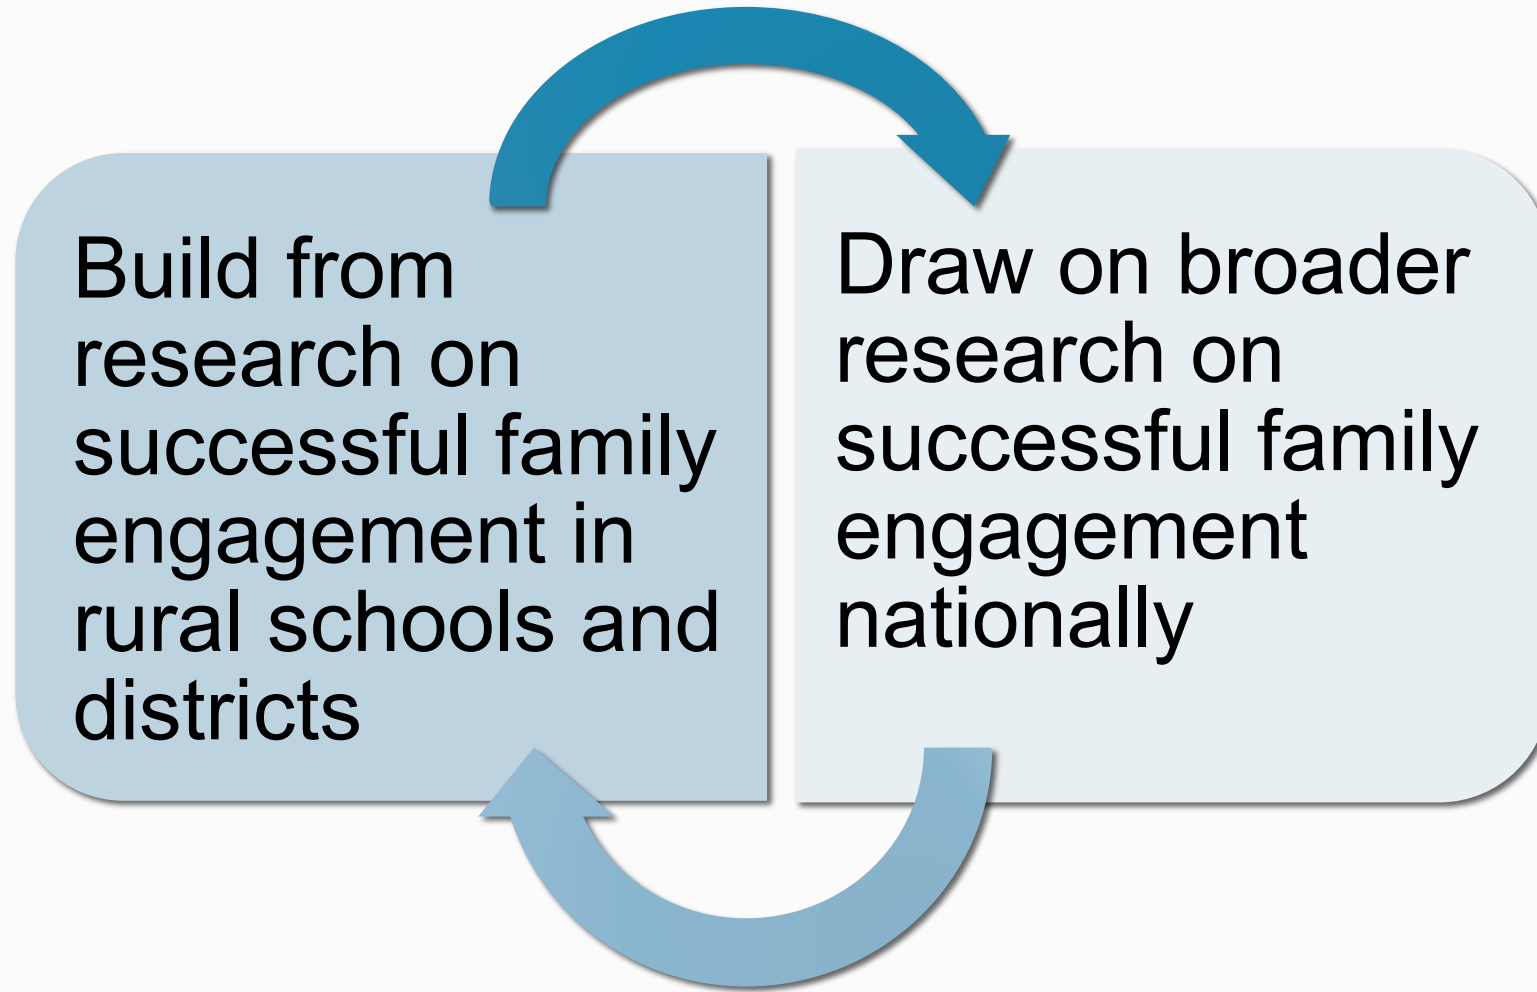 Build from
research on
successful family
engagement in
rural schools and
districts
Draw on broader
research on
successful family
engagement
nationally